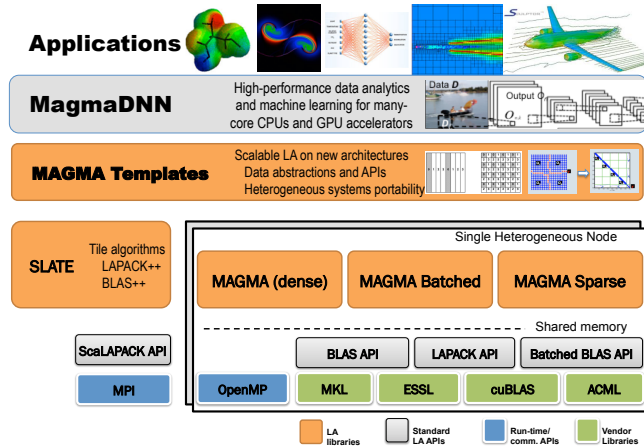 Applications
MagmaDNN
High-performance data analytics
and machine learning for many-
core CPUs and GPU accelerators
Data D
Output O
MAGMA Templates
Scalable LA on new architectures
Data abstractions and APIs
Heterogeneous systems portability
Single Heterogeneous Node
SLATE
Tile algorithms
LAPACK++
BLAS++
MAGMA (dense)
MAGMA Batched
MAGMA Sparse
Shared memory
ScaLAPACK API
BLAS API
LAPACK API
Batched BLAS API
MPI
OpenMP
MKL
ESSL
cuBLAS
ACML
LA
libraries
Standard
LA APIs
Run-time/
comm. APIs
Vendor
Libraries